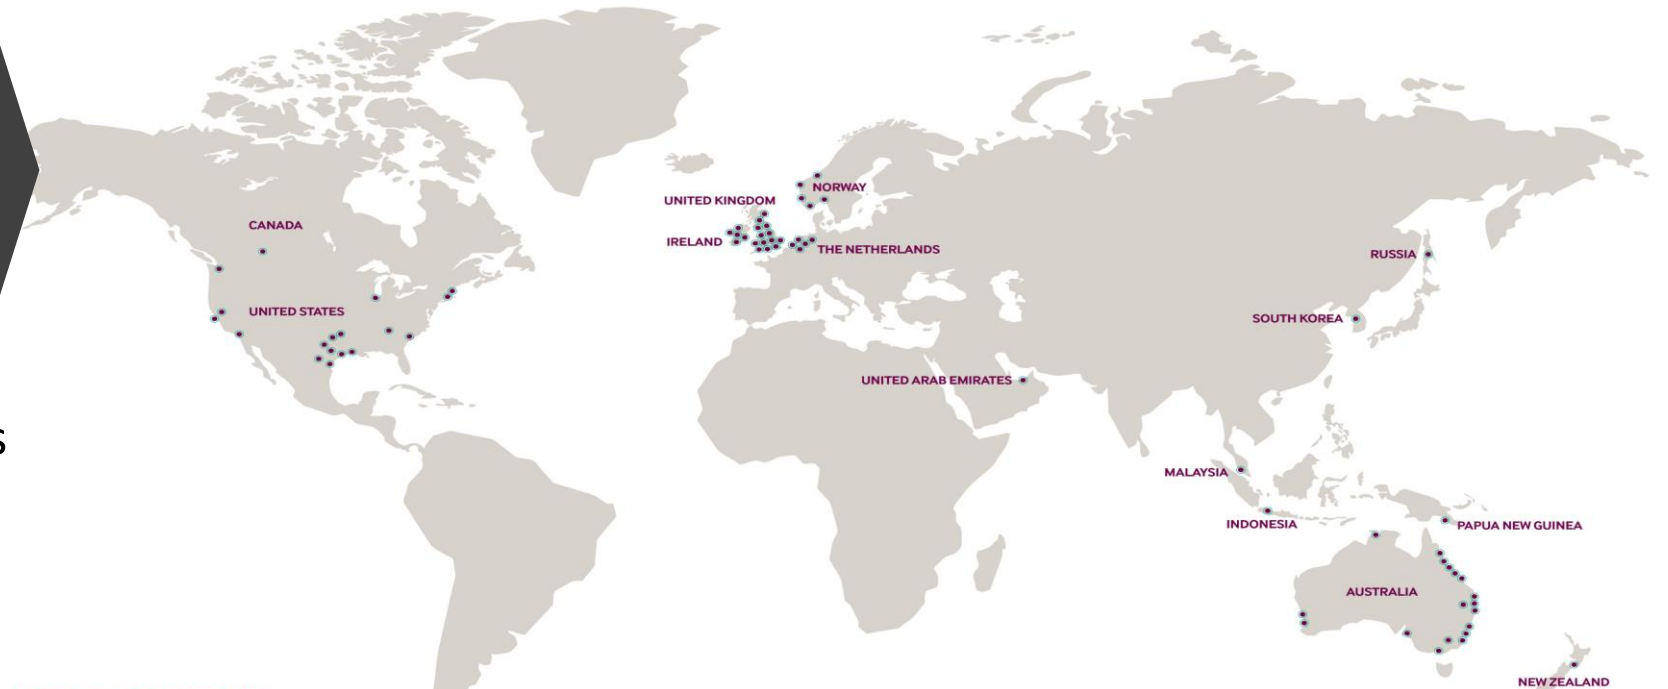 NORWAY
UNITED KINGDOM
CANADA
IRELAND
THE NETHERLANDS
RUSSIA
UNITED STATES
SOUTH KOREA
UNITED ARAB EMIRATES
s
MALAYSIA
INDONESIA
PAPUA NEW GUINEA
AUSTRALIA
NEW ZEALAND